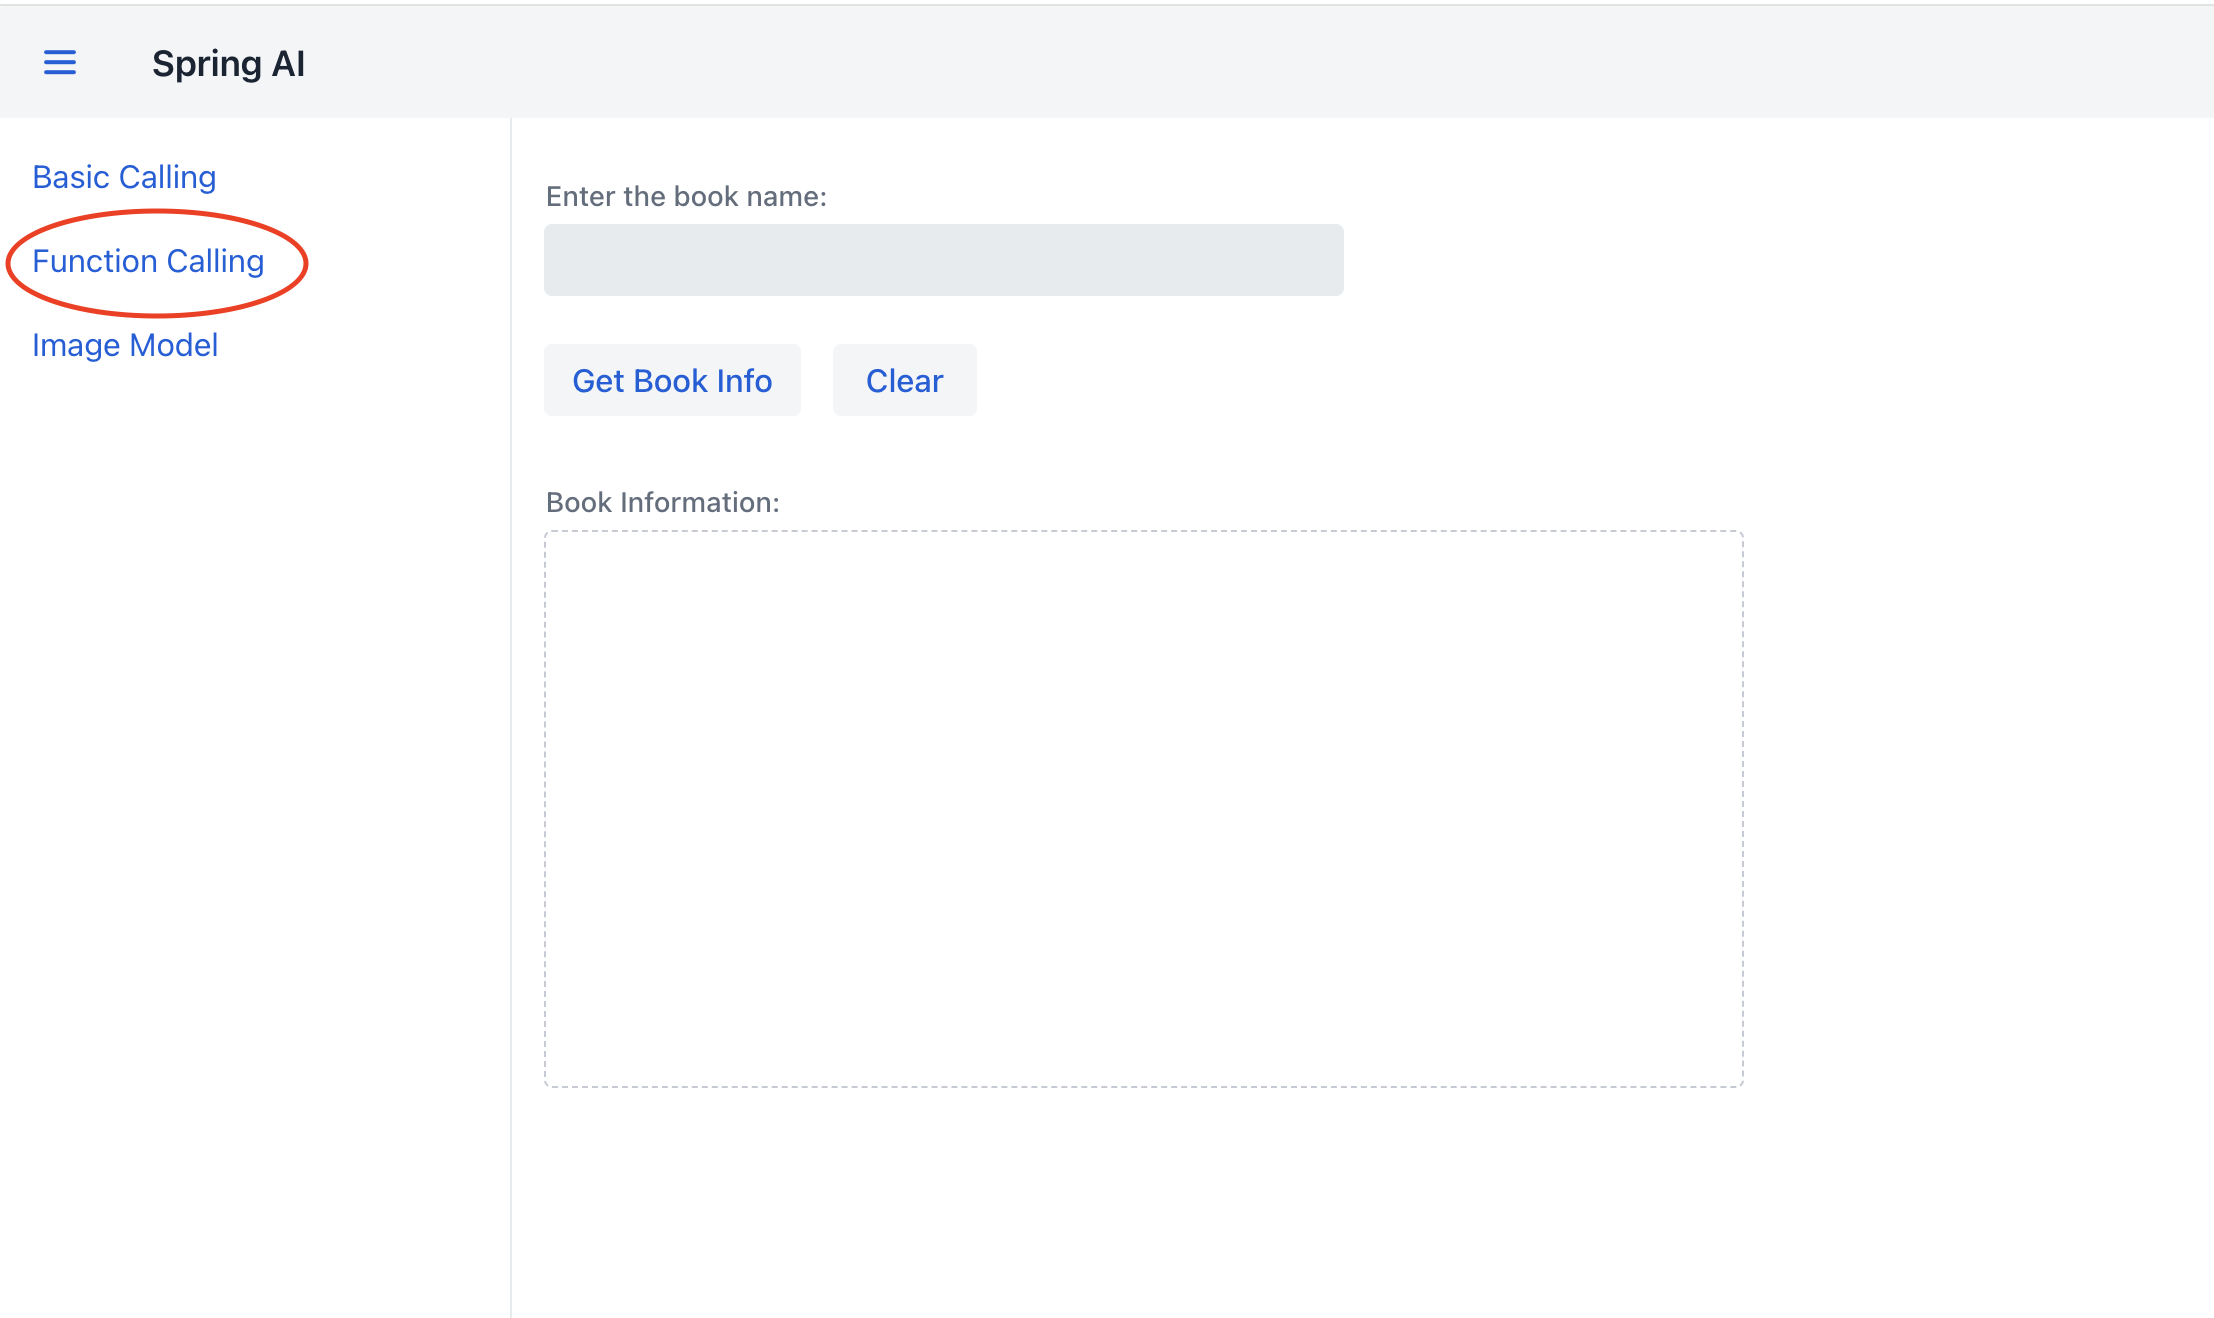 Spring AI
Basic Calling
Function Calling
Image Model
Enter the book name:
Get Book Info
Clear
Book Information: